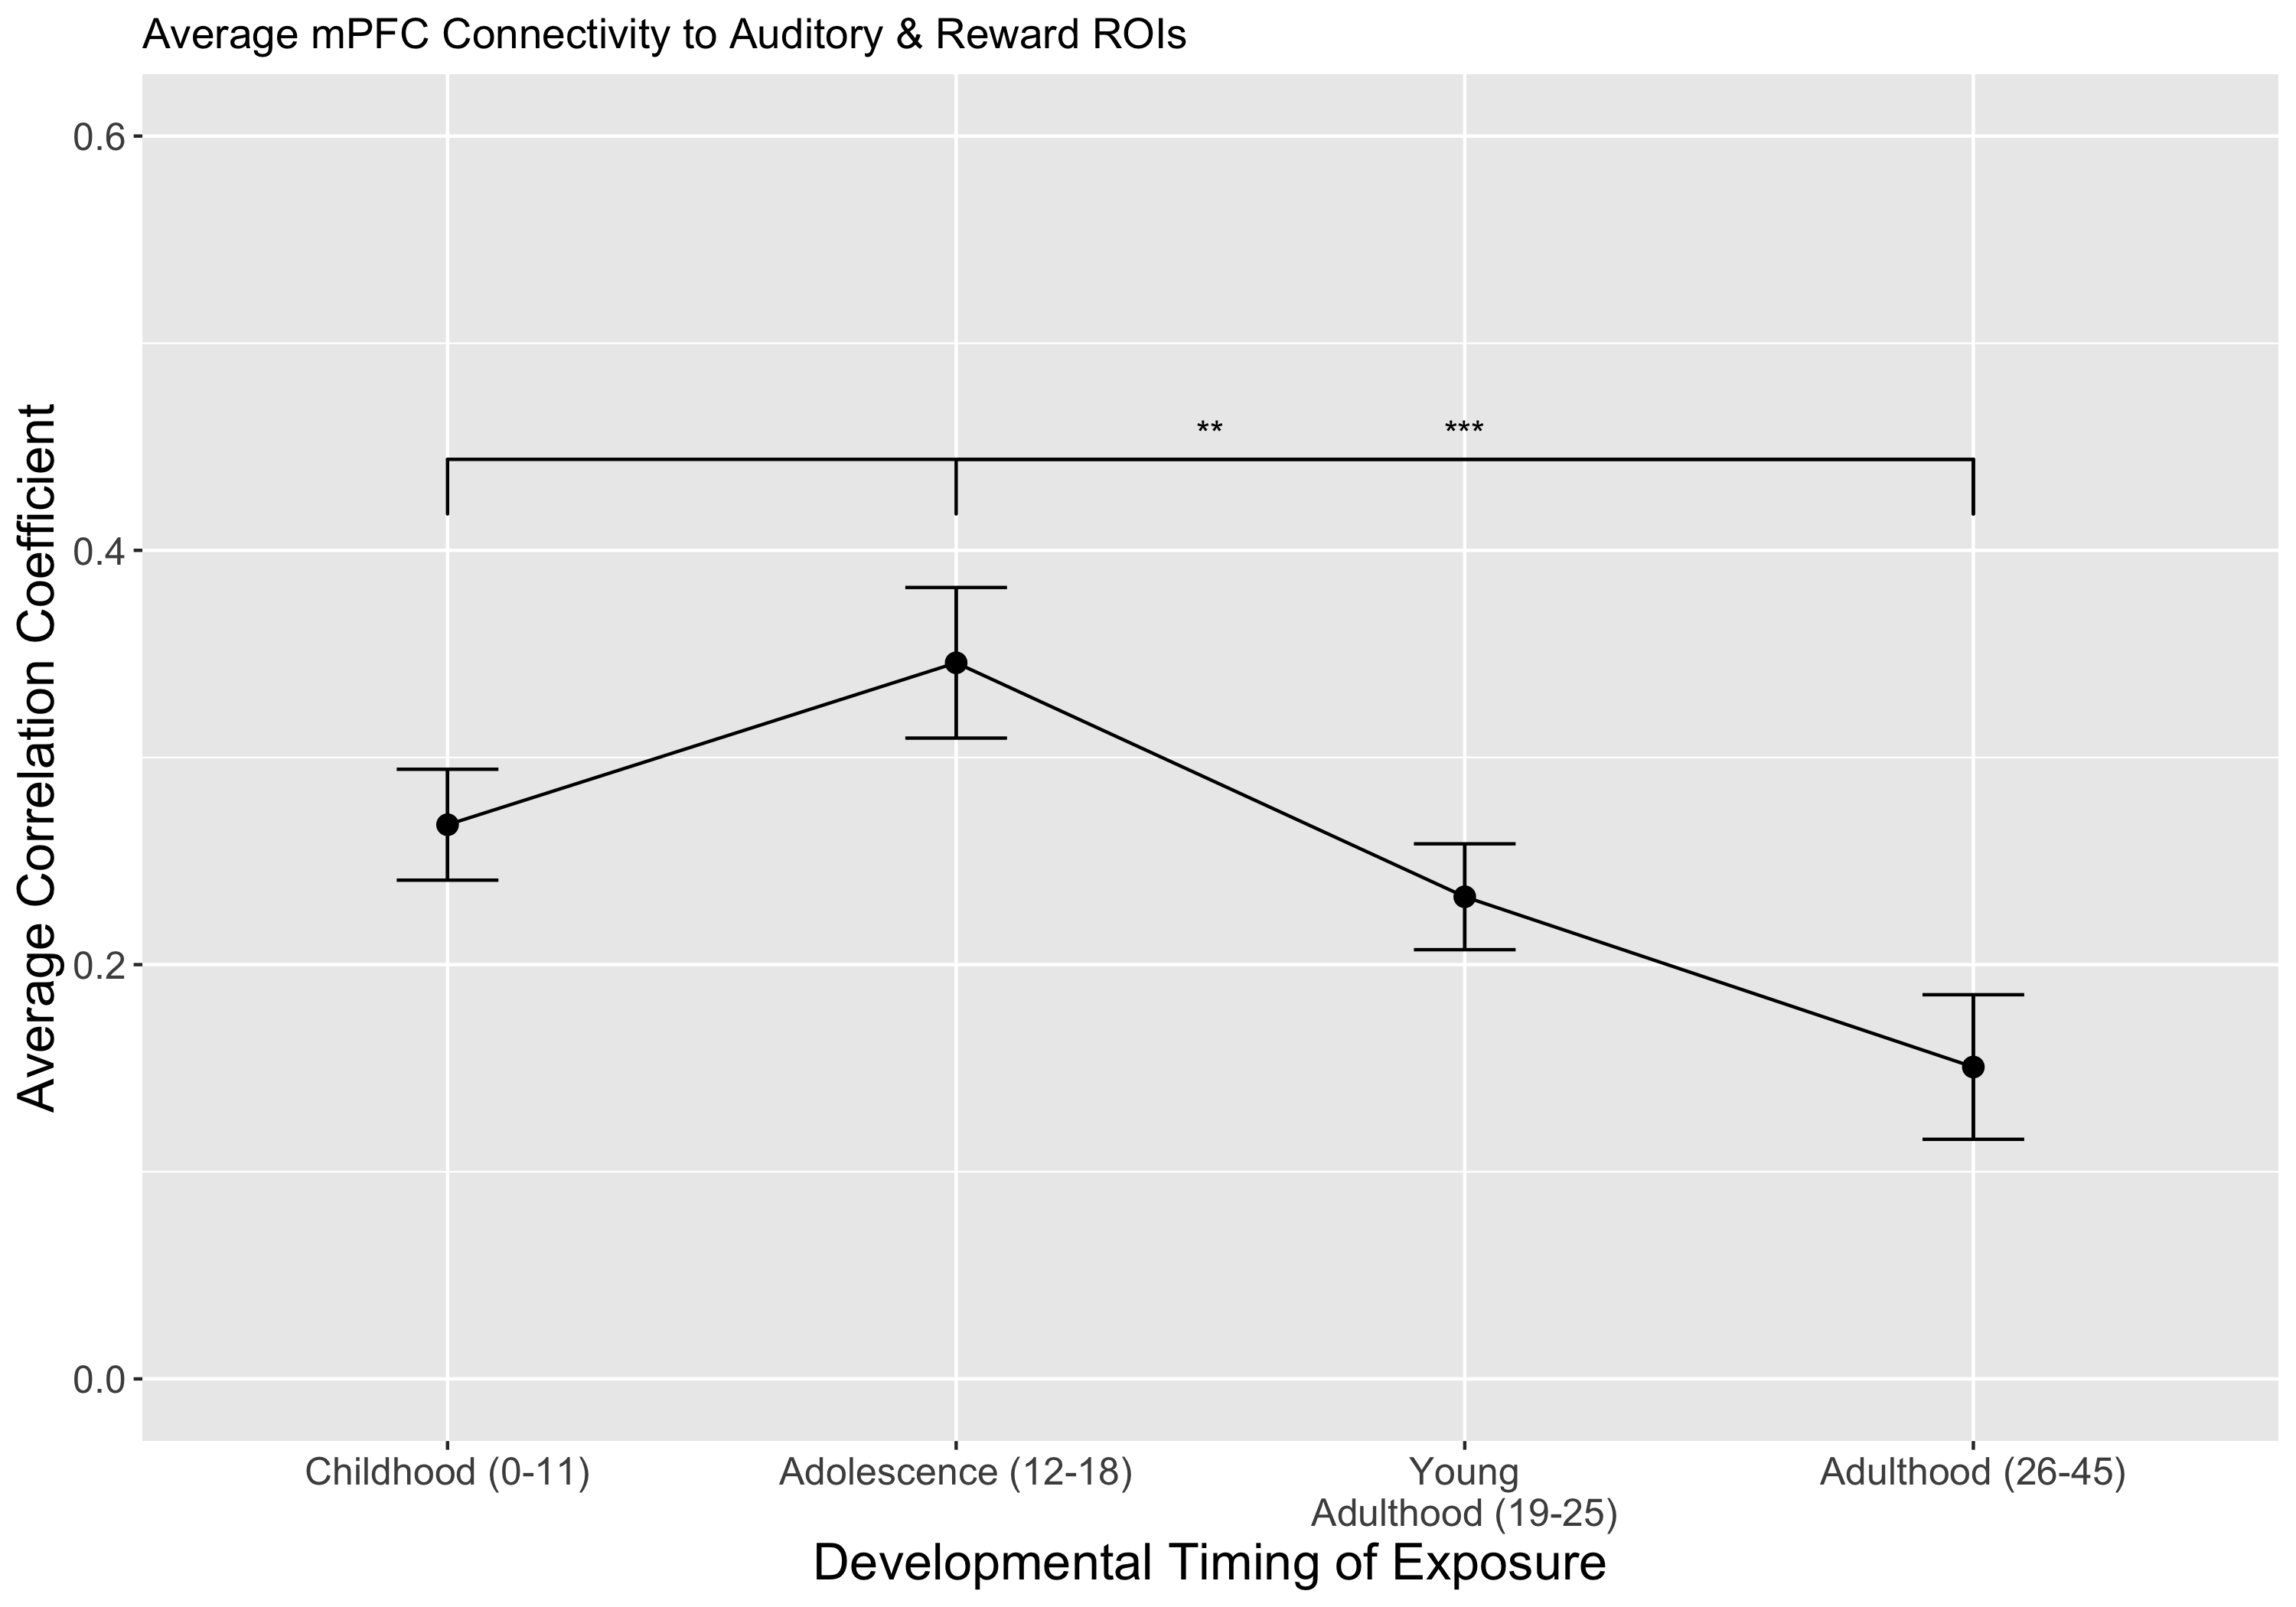 Average mPFC Connectivity to Auditory & Reward ROIs
Average Correlation Coefficient
0.6
0.4
0.2
0.0
**
***
Childhood (0-11)
Adolescence (12-18)
Young
Adulthood (19-25)
Adulthood (26-45)
Developmental Timing of Exposure